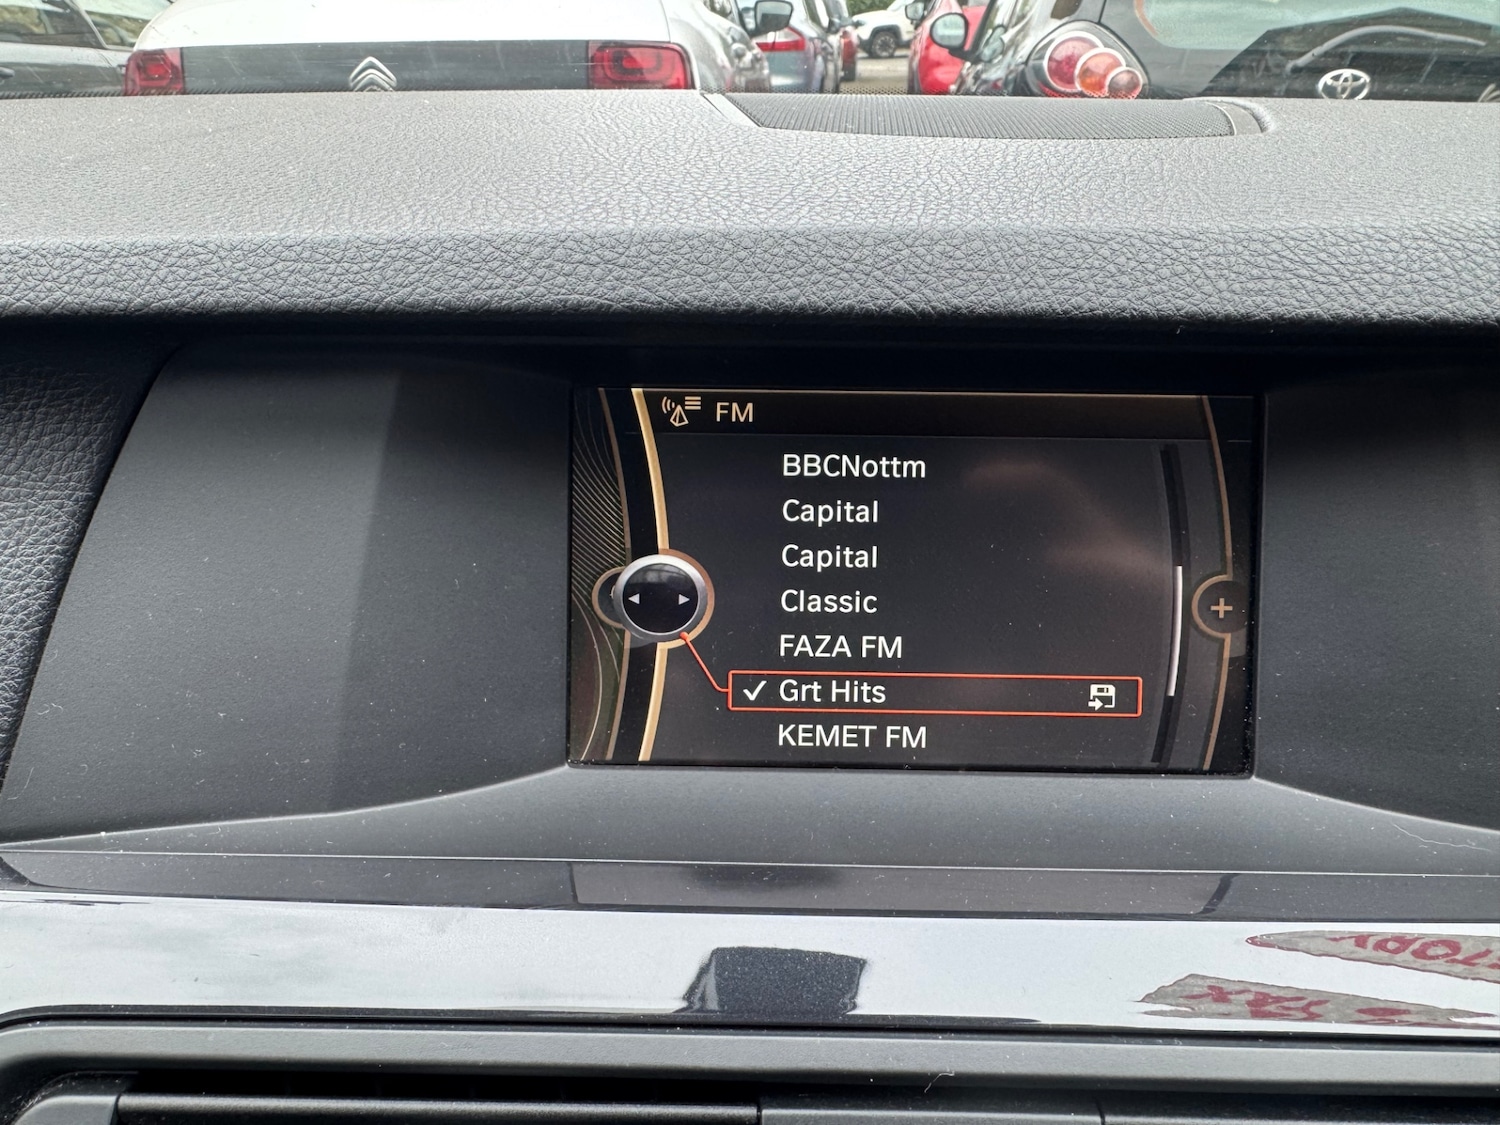 FM
BBCNottm
Capital
Capital
Classic
FAZA FM
Grt Hits
KEMET FM